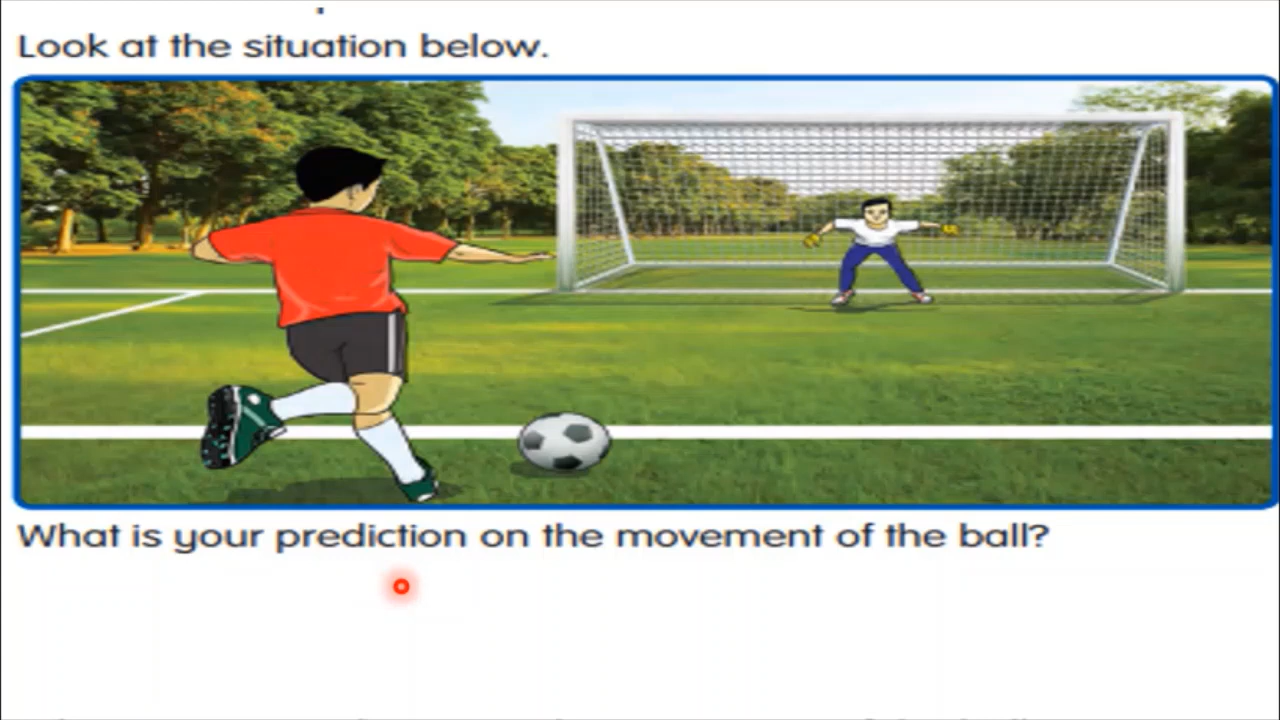 Look at the situation below.
What is your prediction on the movement of the ball?